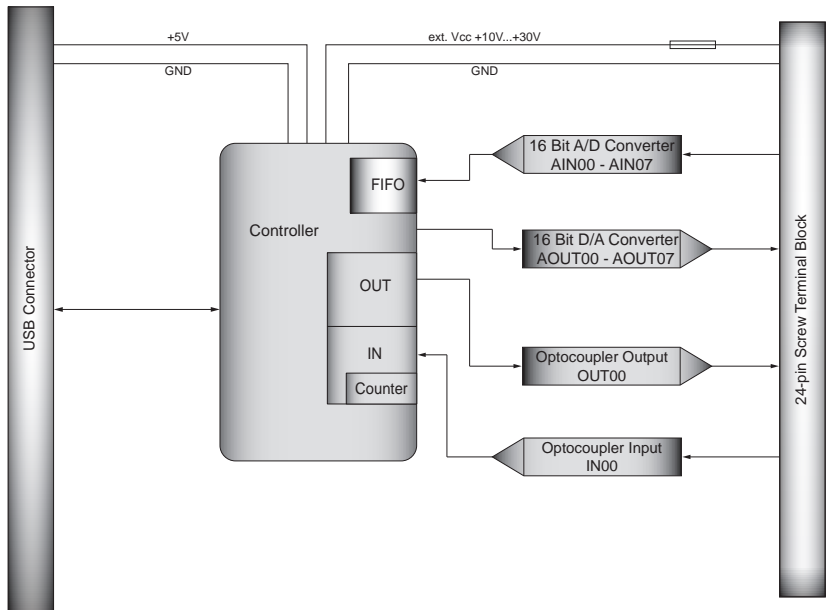 +5V
GND
ext. Vcc +10V...+30V
GND
USB Connector
Controller
FIFO
OUT
IN
Counter
16 Bit A/D Converter
AIN00 - AIN07
16 Bit D/A Converter
AOUT00 - AOUT07
Optocoupler Output
OUT00
Optocoupler Input
IN00
24-pin Screw Terminal Block